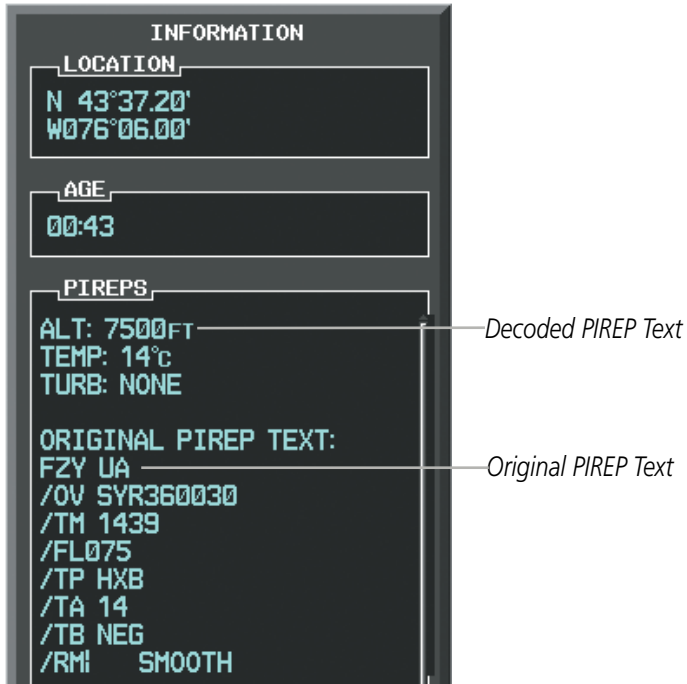 INFORMATION
LOCATION
N 43°37.20'
W076°06.00'
AGE
00:43
PIREPS
ALT: 7500FT
Decoded PIREP Text
TEMP: 14°C
TURB: NONE
ORIGINAL PIREP TEXT:
FZY UA
Original PIREP Text
/OV SYR360030
/TM 1439
/FL075
/TP HXB
/TA 14
/TB NEG
/RM¦ SMOOTH